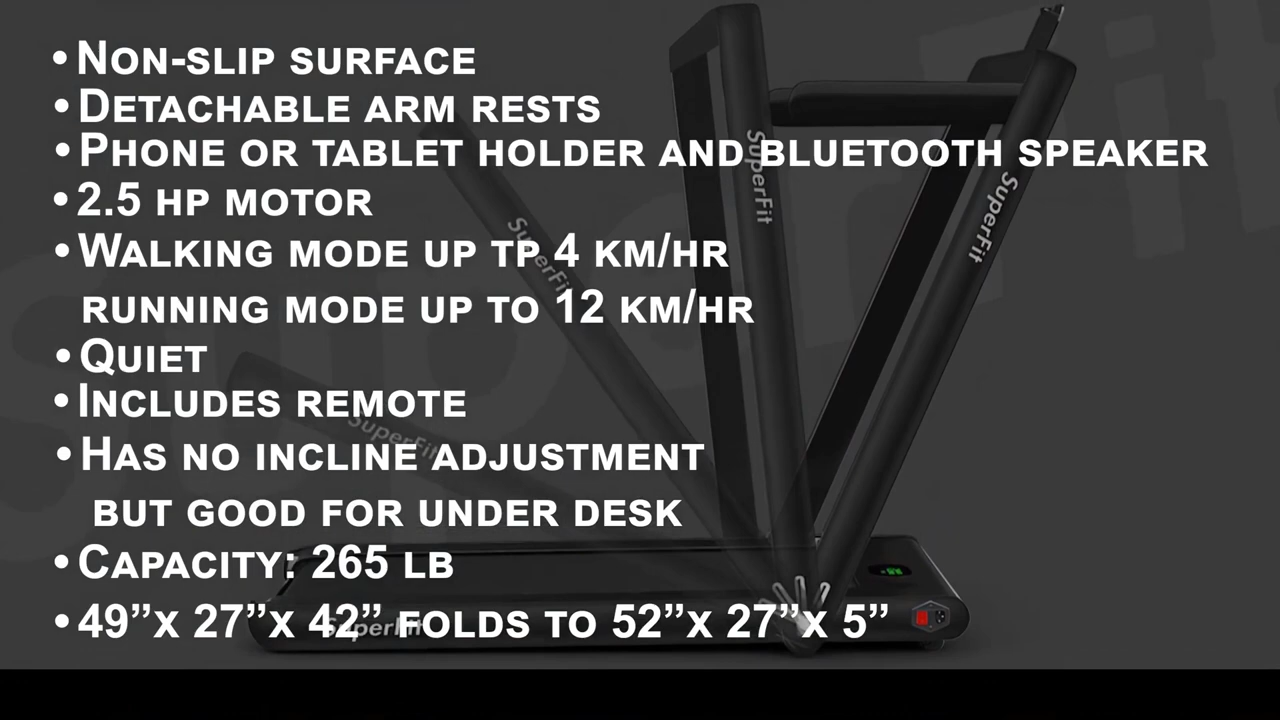 • Non-slip surface
• Detachable arm rests
• Phone or tablet holder and bluetooth speaker
• 2.5 hp motor
• Walking mode up tp 4 km/hr
running mode up to 12 km/hr
• Quiet
• Includes remote
• Has no incline adjustment
but good for under desk
• Capacity: 265 lb
• 49”x 27”x 42” folds to 52”x 27”x 5”
SuperFit
SuperFit
SuperFit
SuperFit
SuperFit